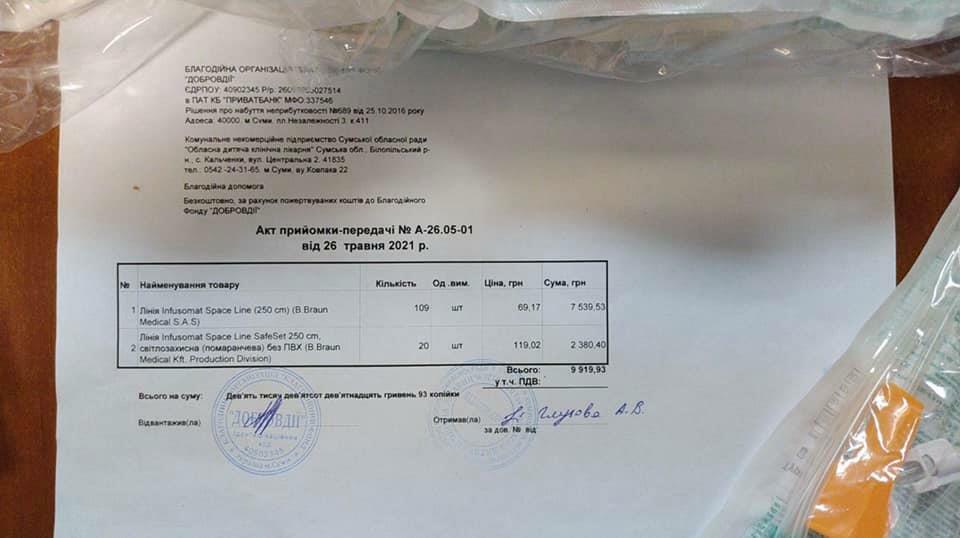 БЛАГОДІЙНА ОРГАНІЗАЦІЯ
"ДОБРОВДІЇ"
ЄДРПОУ: 40902345 Р/р:
в ПАТ КБ "ПРИВАТБАНК" МФО:337546
Рішення про набуття неприбутковості №689 від 25.10.2016 року
Адреса: 40000, м.Суми, пл.Незалежності 3, к.411
Комунальне некомерційне підприємство Сумської обласної ради
"Обласна дитяча клінічна лікарня" Сумська обл., Білопільський р-
н., с. Кальченки, вул. Центральна 2, 41835
тел.: 0542 -24-31-65, м.Суми, ву.Ковпака 22
Благодійна допомога
Безкоштовно, за рахунок пожертвуваних коштів до Благодійного
Фонду "ДОБРОВДІЇ"
Акт прийомки-передачі № А-26.05-01
від 26 травня 2021 р.
№ Найменування товару Кількість Од .вим. Ціна, грн Сума, грн
1 Лінія Infusomat Space Line (250 cm) (B.Braun 109 шт 69,17 7 539,53
Medical S.A.S)
Лінія Infusomat Space Line SafeSet 250 cm,
2 світлозахисна (помаранчева) без ПВХ (B.Braun 20 шт 119,02 2 380,40
Medical Kft. Production Division)
Всього: 9 919,93
у т.ч. ПДВ:
Всього на суму: Дев'ять тисяч дев'ятсот дев'ятнадцять гривень 93 копійки
Відвантажив(ла) Отримав(ла) Глухова А.В.
за дов. № від
"ДОБРОВДІЇ"
код
40902345